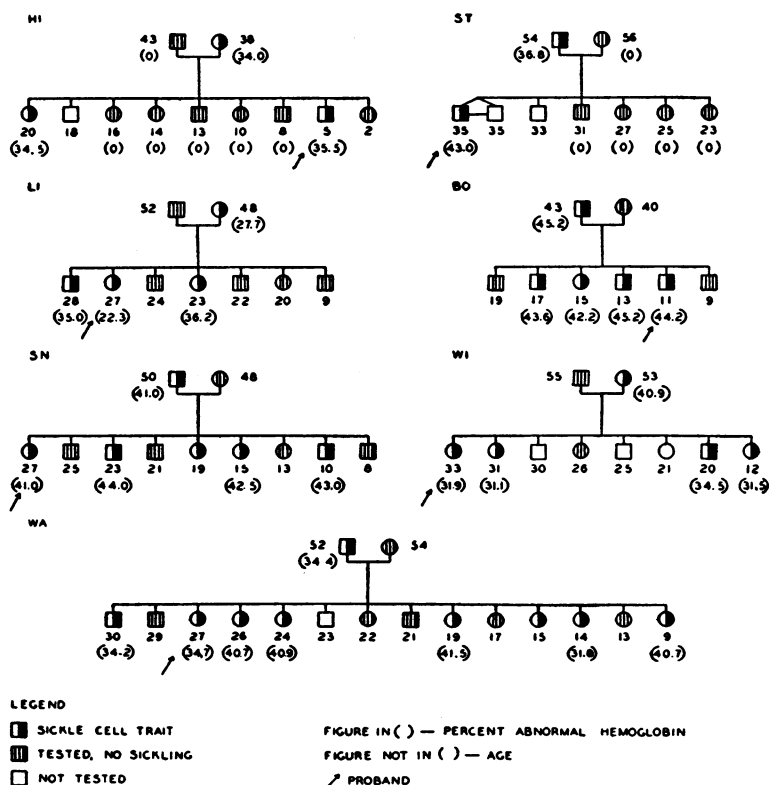 HI
43 38
(0) (34.0)
20 18 16 14 13 10 8 5 2
(34.5) (0) (0) (0) (0) (0) (35.5)
ST
54 56
(36.8) (0)
35 35 33 31 27 25 23
(43.0) (0) (0) (0) (0)
LI
52 48
(27.7)
28 27 24 23 22 20 9
(35.0) (22.3) (36.2)
BO
43 40
(45.2)
19 17 15 13 11 9
(43.6) (42.2) (45.2) (44.2)
SN
50 48
(41.0)
27 25 23 21 19 15 13 10 8
(41.0) (44.0) (42.5) (43.0)
WI
55 53
(40.9)
33 31 30 26 25 21 20 12
(31.9) (31.1) (34.5) (31.5)
WA
52 54
(34.4)
30 29 27 26 24 23 22 21 19 17 15 14 13 9
(34.2) (34.7) (40.7) (40.9) (41.5) (31.8) (40.7)
LEGEND
SICKLE CELL TRAIT
TESTED, NO SICKLING
NOT TESTED
FIGURE IN ( ) — PERCENT ABNORMAL HEMOGLOBIN
FIGURE NOT IN ( ) — AGE
PROBAND